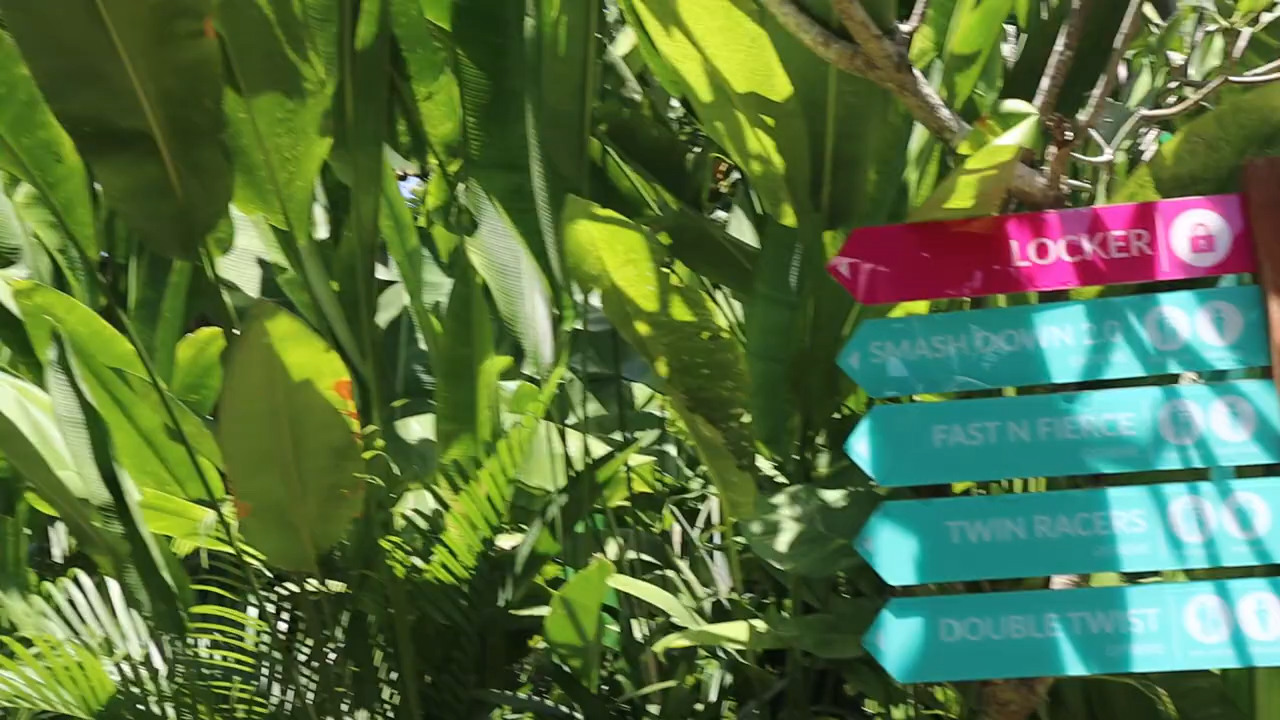 LOCKER
SMASH DOWN 2.0
FAST N FIERCE
TWIN RACERS
DOUBLE TWIST